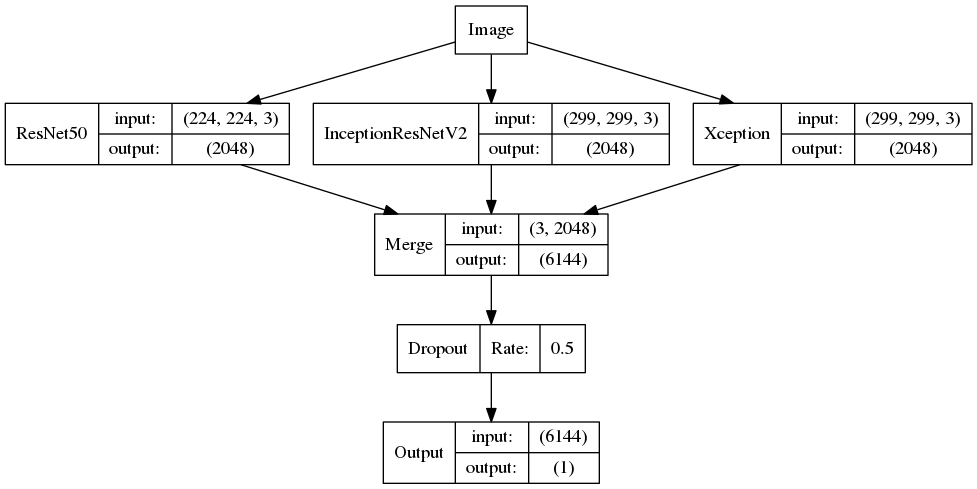 Image
ResNet50 input: (224, 224, 3)
output: (2048)
InceptionResNetV2 input: (299, 299, 3)
output: (2048)
Xception input: (299, 299, 3)
output: (2048)
Merge input: (3, 2048)
output: (6144)
Dropout Rate: 0.5
Output input: (6144)
output: (1)